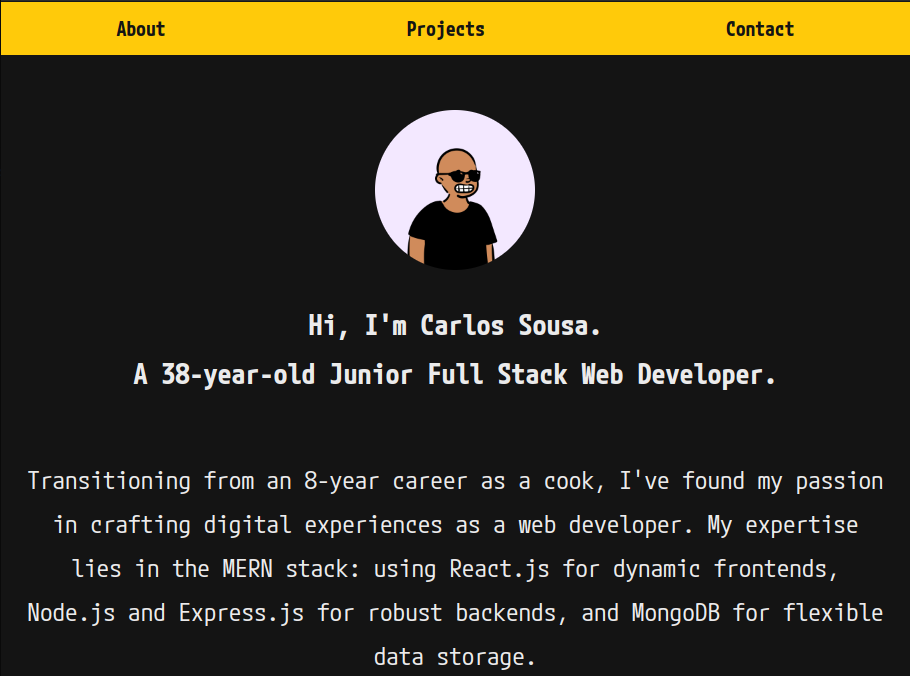 About Projects Contact
Hi, I'm Carlos Sousa.
A 38-year-old Junior Full Stack Web Developer.
Transitioning from an 8-year career as a cook, I've found my passion
in crafting digital experiences as a web developer. My expertise
lies in the MERN stack: using React.js for dynamic frontends,
Node.js and Express.js for robust backends, and MongoDB for flexible
data storage.